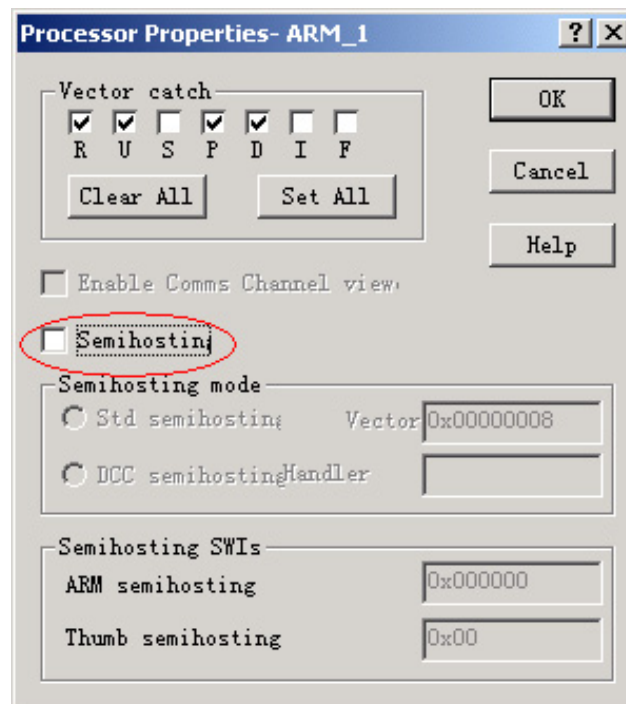 Processor Properties- ARM_1
Vector catch
R U S P D I F
Clear All Set All
OK
Cancel
Help
Enable Comms Channel view
Semihostin
Semihosting mode
Std semihosting Vector 0x00000008
DCC semihosting Handler
Semihosting SWIs
ARM semihosting 0x000000
Thumb semihosting 0x00